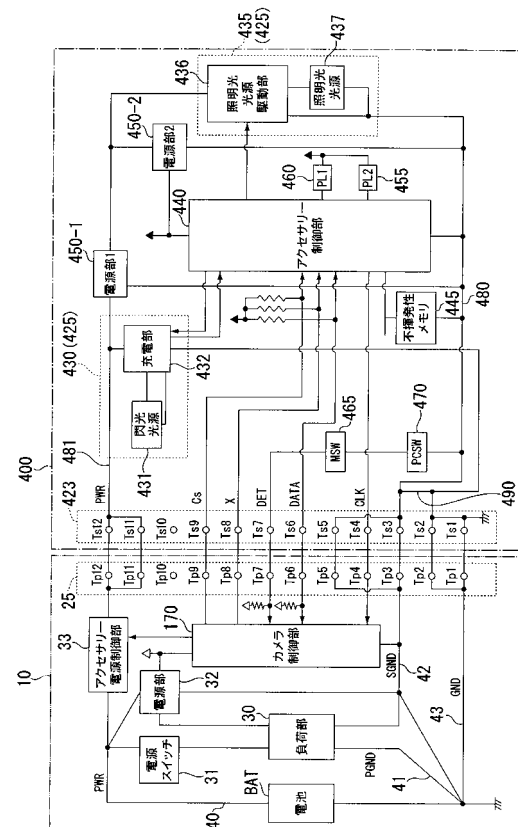 10
400
25
423
PWR
40
BAT
電池
電源
スイッチ
31
33
アクセサリー
電源制御部
電源部
32
30
負荷部
PGND
41
170
カメラ
制御部
SGND
42
GND
43
Tp12
Tp11
Tp10
Tp9
Tp8
Tp7
Tp6
Tp5
Tp4
Tp3
Tp2
Tp1
Ts12
Ts11
Ts10
Ts9
Ts8
Ts7
Ts6
Ts5
Ts4
Ts3
Ts2
Ts1
481
PWR
Cs
X
DET
DATA
CLK
490
430(425)
閃光
光源
431
充電部
432
450-1
電源部1
450-2
電源部2
440
アクセサリー
制御部
MSW
465
PCSW
470
不揮発性
メモリ
445
480
460
PL1
PL2
455
435
(425)
436
照明光
光源
駆動部
437
照明光
光源